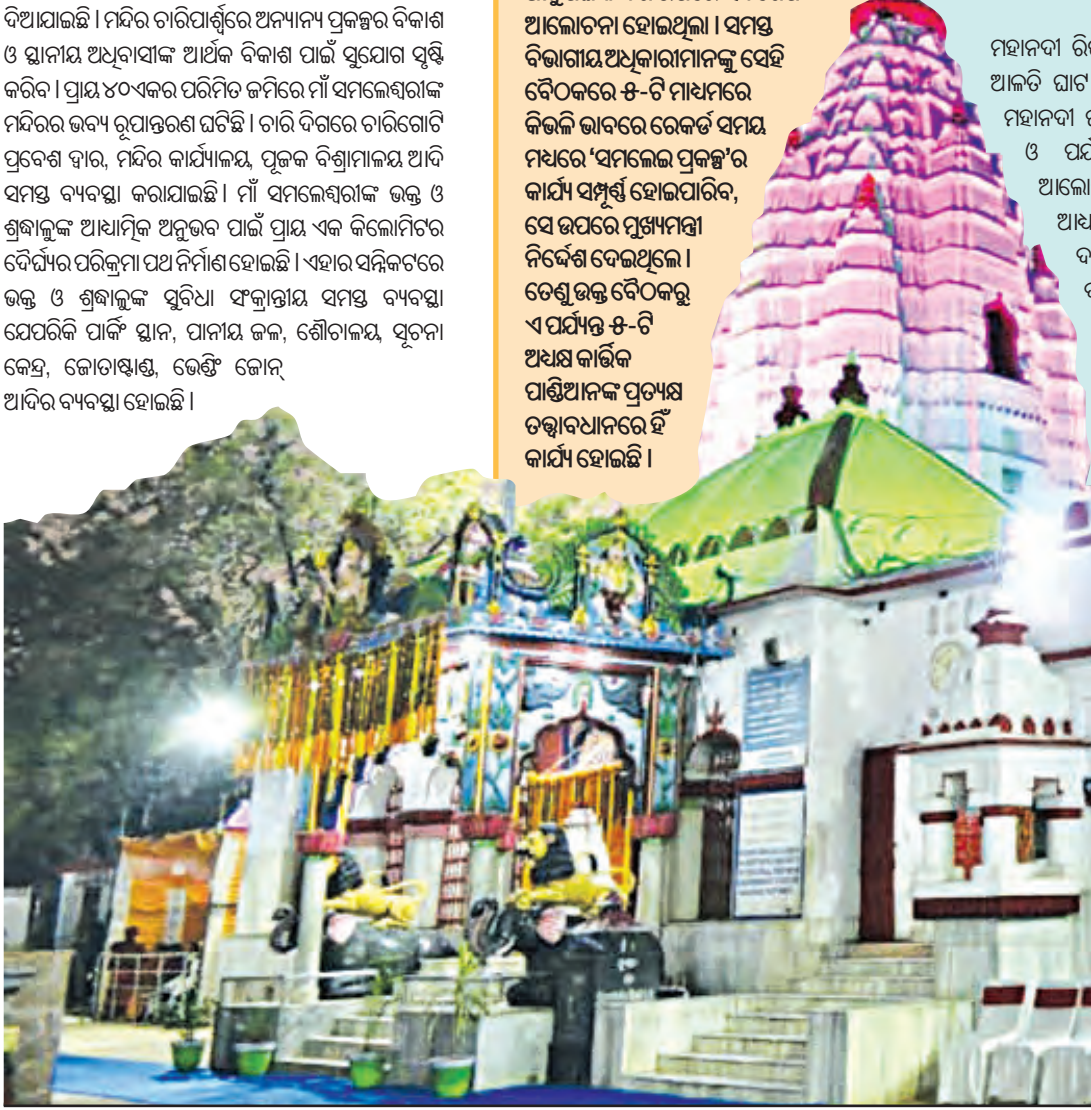 ଦିଆଯାଇଛି । ମନ୍ଦିର ଚାରିପାର୍ଶ୍ୱରେ ଅନ୍ୟାନ୍ୟ ପ୍ରକଳ୍ପର ବିକାଶ
ଓ ସ୍ଥାନୀୟ ଅଧିବାସୀଙ୍କ ଆର୍ଥିକ ବିକାଶ ପାଇଁ ସୁଯୋଗ ସୃଷ୍ଟି
କରିବ । ପ୍ରାୟ ୪୦ଏକର ପରିମିତ ଜମିରେ ମାଁ ସମଲେଶ୍ୱରୀଙ୍କ
ମନ୍ଦିରର ଭବ୍ୟ ରୂପାନ୍ତରଣ ଘଟିଛି । ଚାରି ଦିଗରେ ଚାରିଗୋଟି
ପ୍ରବେଶ ଦ୍ୱାର, ମନ୍ଦିର କାର୍ଯ୍ୟାଳୟ, ପୂଜକ ବିଶ୍ରାମାଳୟ ଆଦି
ସମସ୍ତ ବ୍ୟବସ୍ଥା କରାଯାଇଛି । ମାଁ ସମଲେଶ୍ୱରୀଙ୍କ ଭକ୍ତ ଓ
ଶ୍ରଦ୍ଧାଳୁଙ୍କ ଆଧ୍ୟାତ୍ମିକ ଅନୁଭବ ପାଇଁ ପ୍ରାୟ ଏକ କିଲୋମିଟର
ଦୈର୍ଘ୍ୟର ପରିକ୍ରମା ପଥ ନିର୍ମାଣ ହୋଇଛି । ଏହାର ସନ୍ନିକଟରେ
ଭକ୍ତ ଓ ଶ୍ରଦ୍ଧାଳୁଙ୍କ ସୁବିଧା ସଂକ୍ରାନ୍ତୀୟ ସମସ୍ତ ବ୍ୟବସ୍ଥା
ଯେପରିକି ପାର୍କିଂ ସ୍ଥାନ, ପାନୀୟ ଜଳ, ଶୌଚାଳୟ, ସୂଚନା
କେନ୍ଦ୍ର, ଜୋତାଷ୍ଟାଣ୍ଡ, ଭେଣ୍ଡିଂ ଜୋନ୍
ଆଦିର ବ୍ୟବସ୍ଥା ହୋଇଛି ।
ଆଲୋଚନା ହୋଇଥିଲା । ସମସ୍ତ
ବିଭାଗୀୟ ଅଧିକାରୀମାନଙ୍କୁ ସେହି
ବୈଠକରେ ୫-ଟି ମାଧ୍ୟମରେ
କିଭଳି ଭାବରେ ରେକର୍ଡ ସମୟ
ମଧ୍ୟରେ ‘ସମଲେଇ ପ୍ରକଳ୍ପ’ର
କାର୍ଯ୍ୟ ସମ୍ପୂର୍ଣ୍ଣ ହୋଇପାରିବ,
ସେ ଉପରେ ମୁଖ୍ୟମନ୍ତ୍ରୀ
ନିର୍ଦ୍ଦେଶ ଦେଇଥିଲେ ।
ତେଣୁ ଉକ୍ତ ବୈଠକରୁ
ଏ ପର୍ଯ୍ୟନ୍ତ ୫-ଟି
ଅଧ୍ୟକ୍ଷ କାର୍ତ୍ତିକ
ପାଣ୍ଡିଆନଙ୍କ ପ୍ରତ୍ୟକ୍ଷ
ତତ୍ତ୍ୱାବଧାନରେ ହିଁ
କାର୍ଯ୍ୟ ହୋଇଛି ।
ମହାନଦୀ
ଆଳତି ଘାଟ
ମହାନଦୀ
ଓ